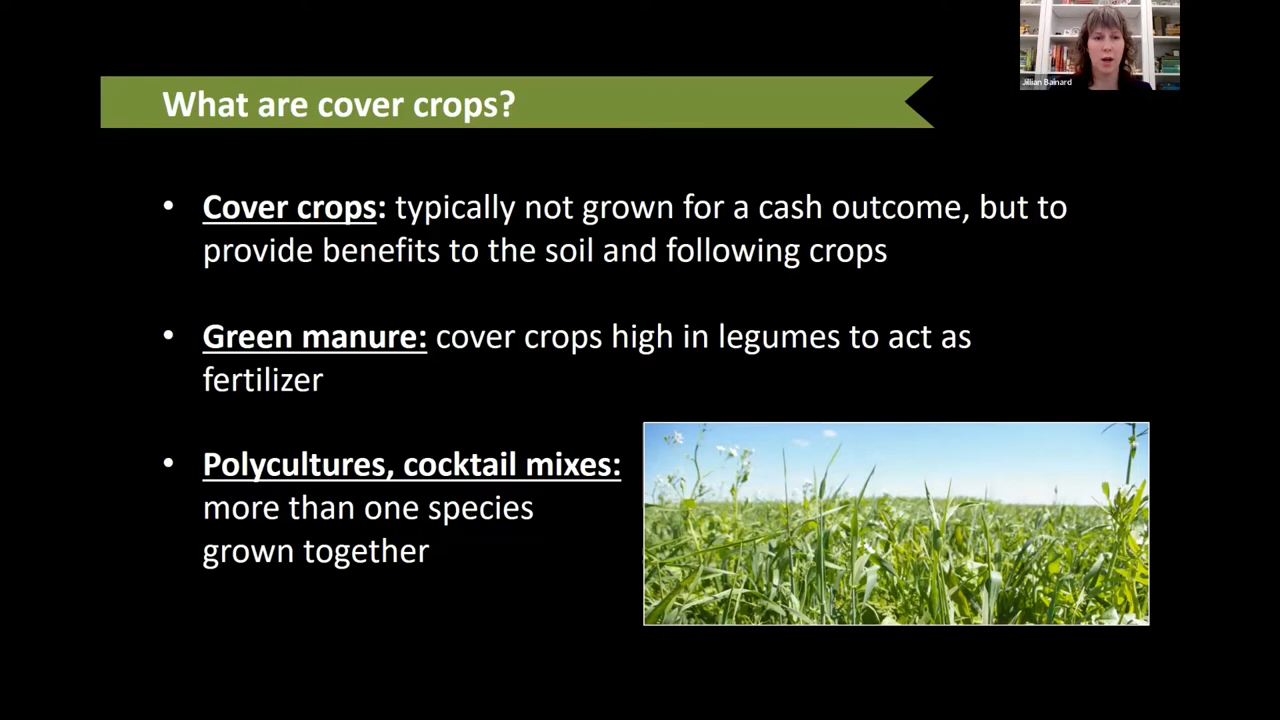 Jillian Bainard
What are cover crops?
• Cover crops: typically not grown for a cash outcome, but to
provide benefits to the soil and following crops
• Green manure: cover crops high in legumes to act as
fertilizer
• Polycultures, cocktail mixes:
more than one species
grown together